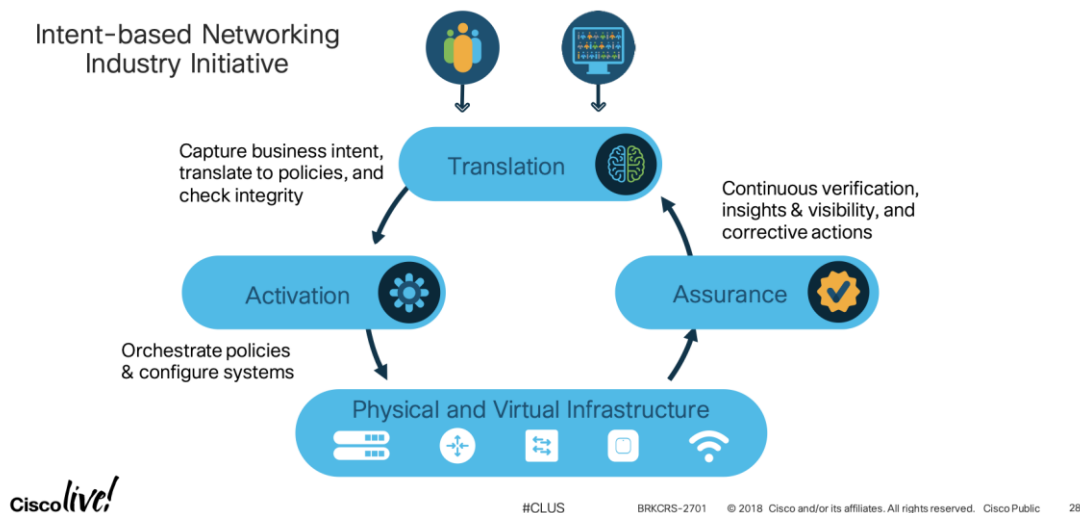 Intent-based Networking
Industry Initiative
Translation
Capture business intent,
translate to policies, and
check integrity
Continuous verification,
insights & visibility, and
corrective actions
Activation
Assurance
Orchestrate policies
& configure systems
Physical and Virtual Infrastructure
Cisco live!
#CLUS
BRKCRS-2701
© 2018 Cisco and/or its affiliates. All rights reserved. Cisco Public
28